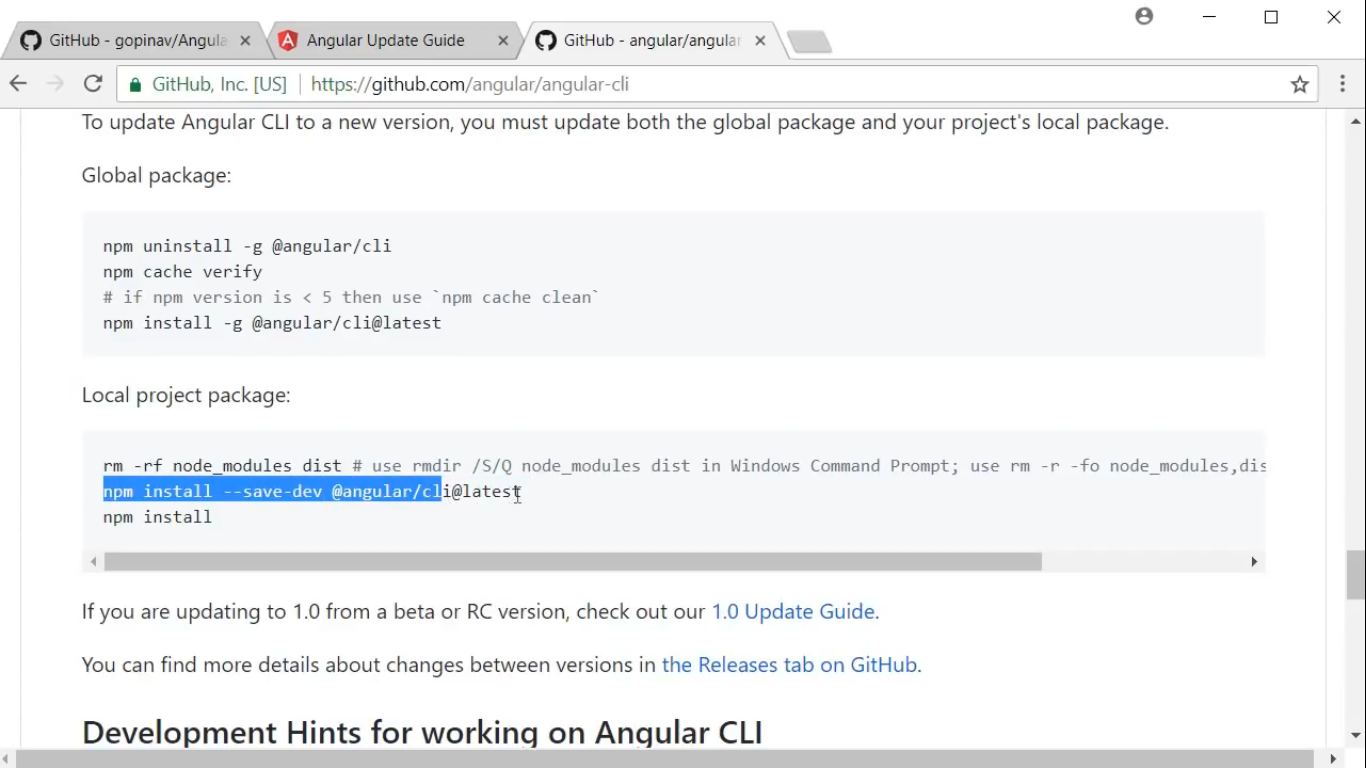 GitHub - gopinav/Angula
Angular Update Guide
GitHub - angular/angular
GitHub, Inc. [US] https://github.com/angular/angular-cli
To update Angular CLI to a new version, you must update both the global package and your project's local package.
Global package:
npm uninstall -g @angular/cli
npm cache verify
# if npm version is < 5 then use `npm cache clean`
npm install -g @angular/cli@latest
Local project package:
rm -rf node_modules dist # use rmdir /S/Q node_modules dist in Windows Command Prompt; use rm -r -fo node_modules,dis
npm install --save-dev @angular/cli@latest
npm install
If you are updating to 1.0 from a beta or RC version, check out our 1.0 Update Guide.
You can find more details about changes between versions in the Releases tab on GitHub.
Development Hints for working on Angular CLI